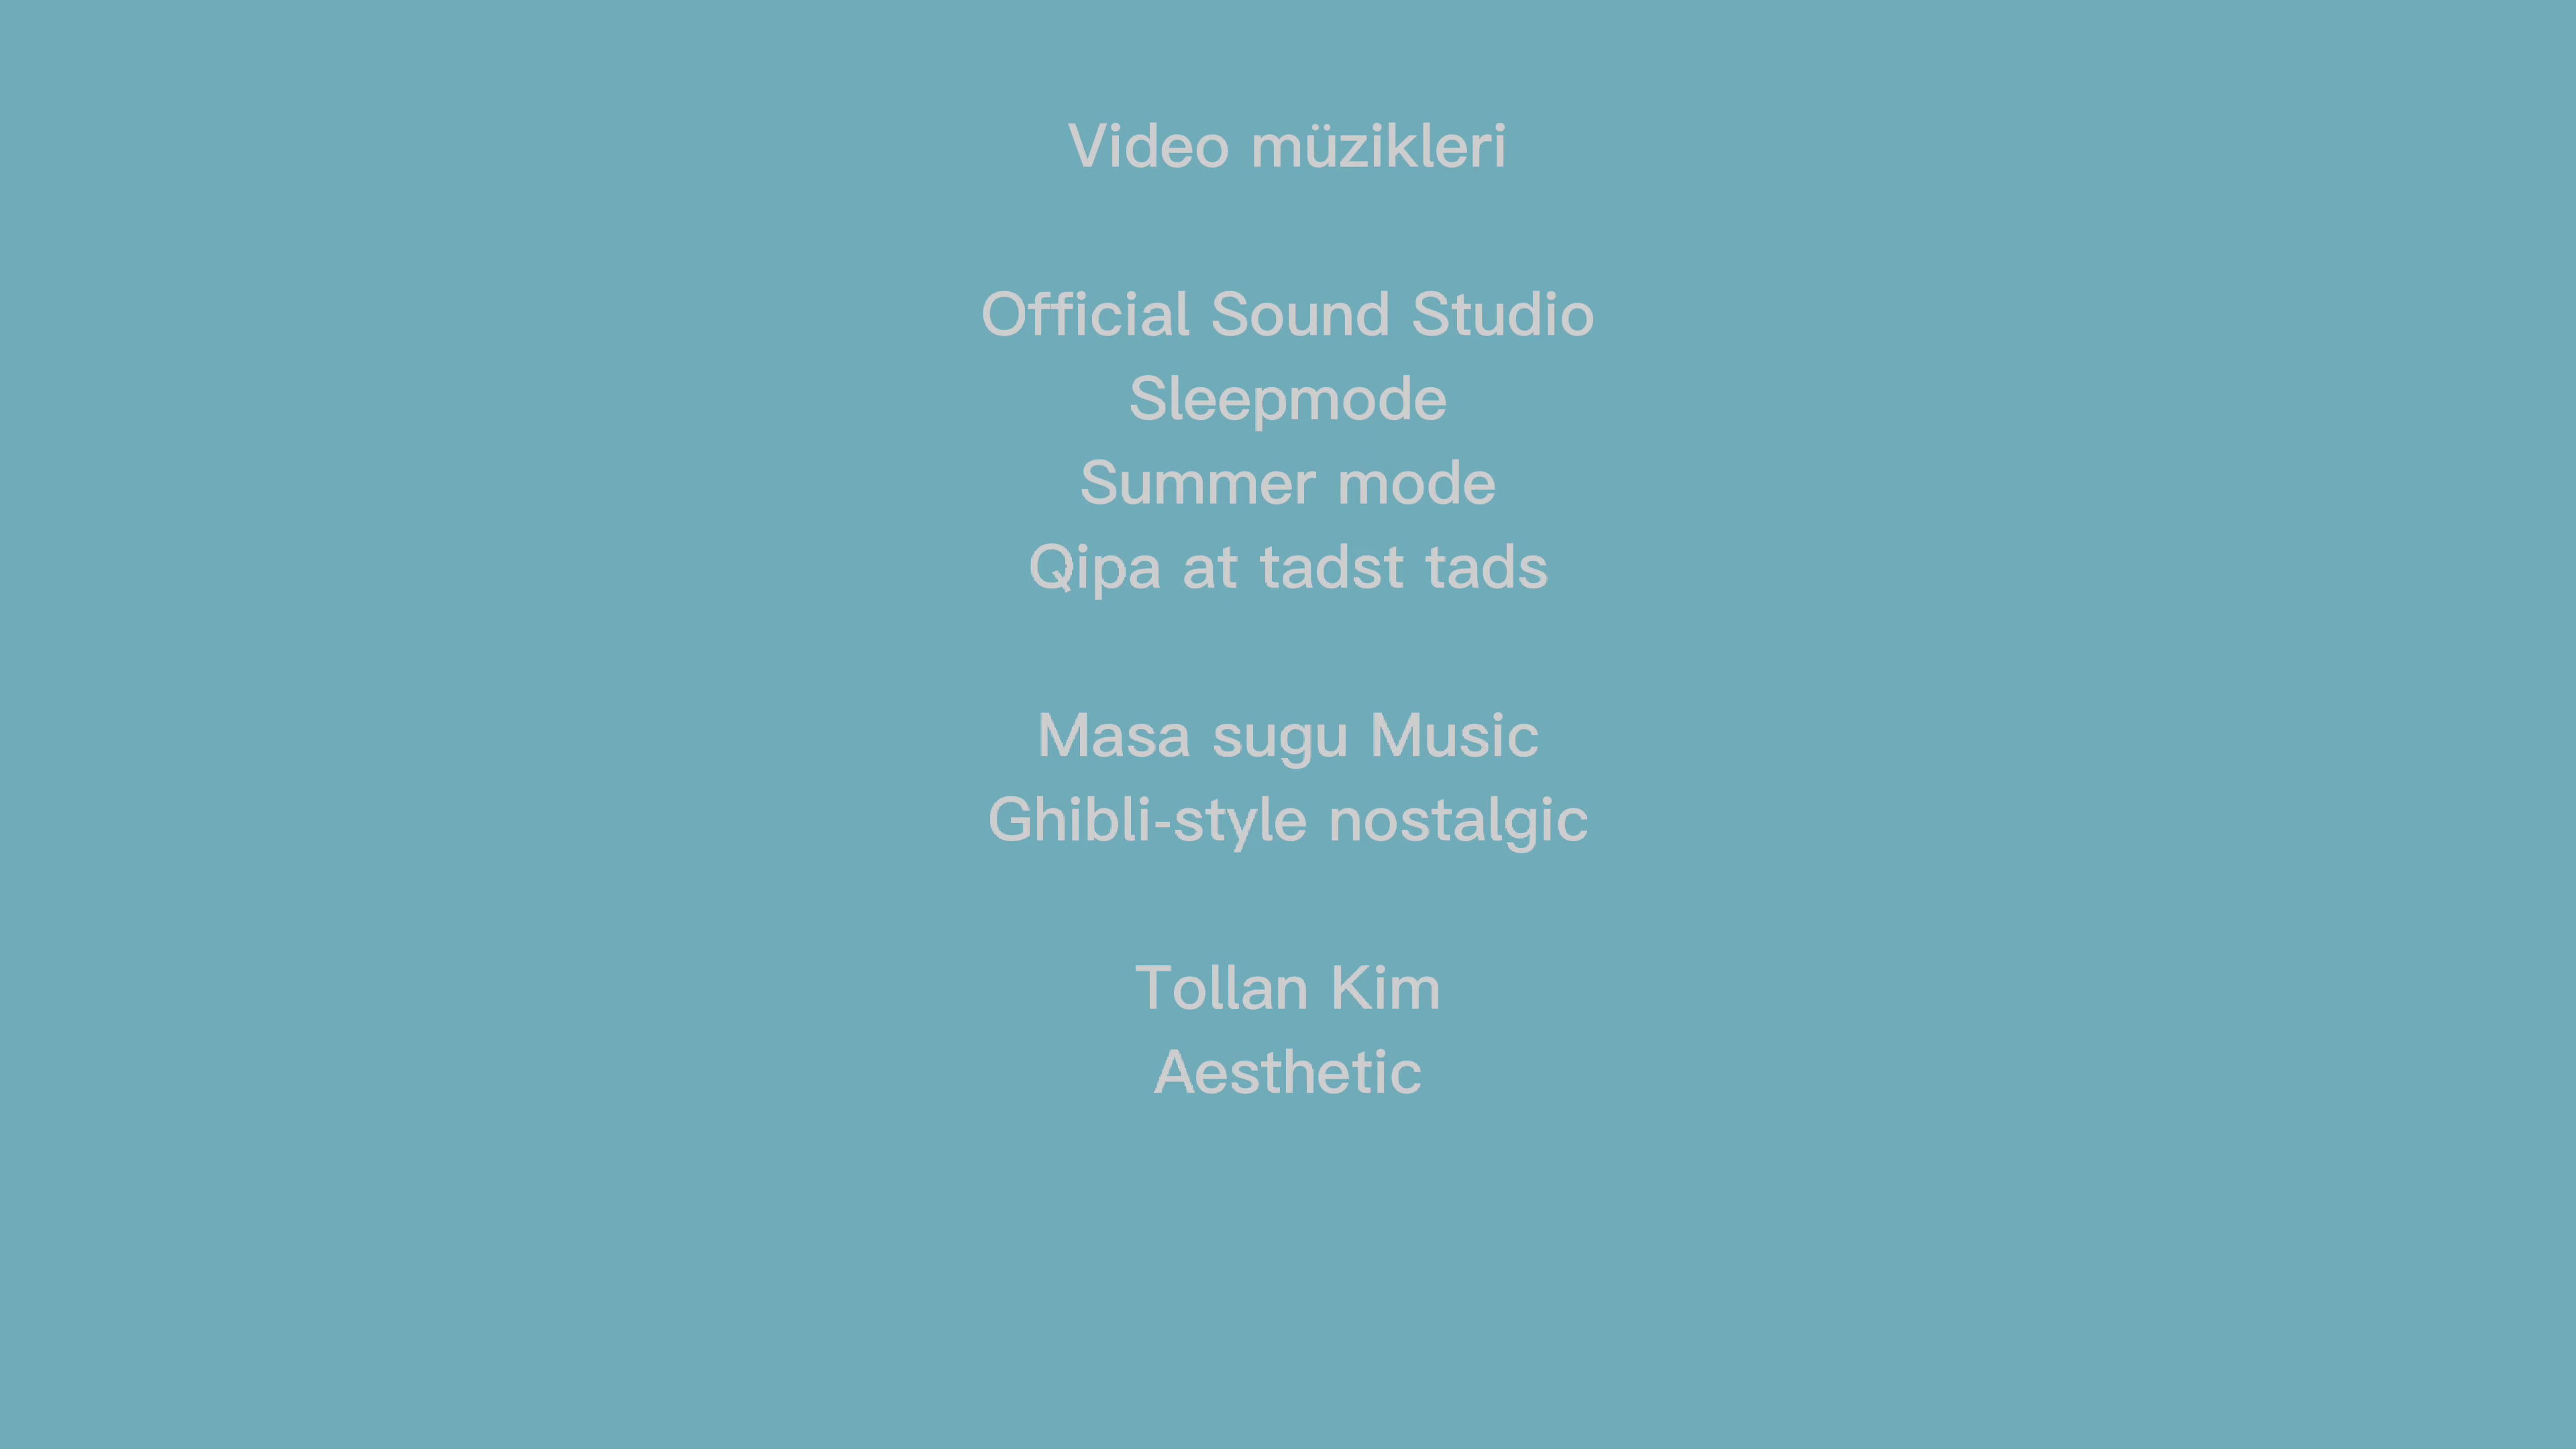 Video müzikleri
Official Sound Studio
Sleepmode
Summer mode
Qipa at tadst tads
Masa sugu Music
Ghibli-style nostalgic
Tollan Kim
Aesthetic